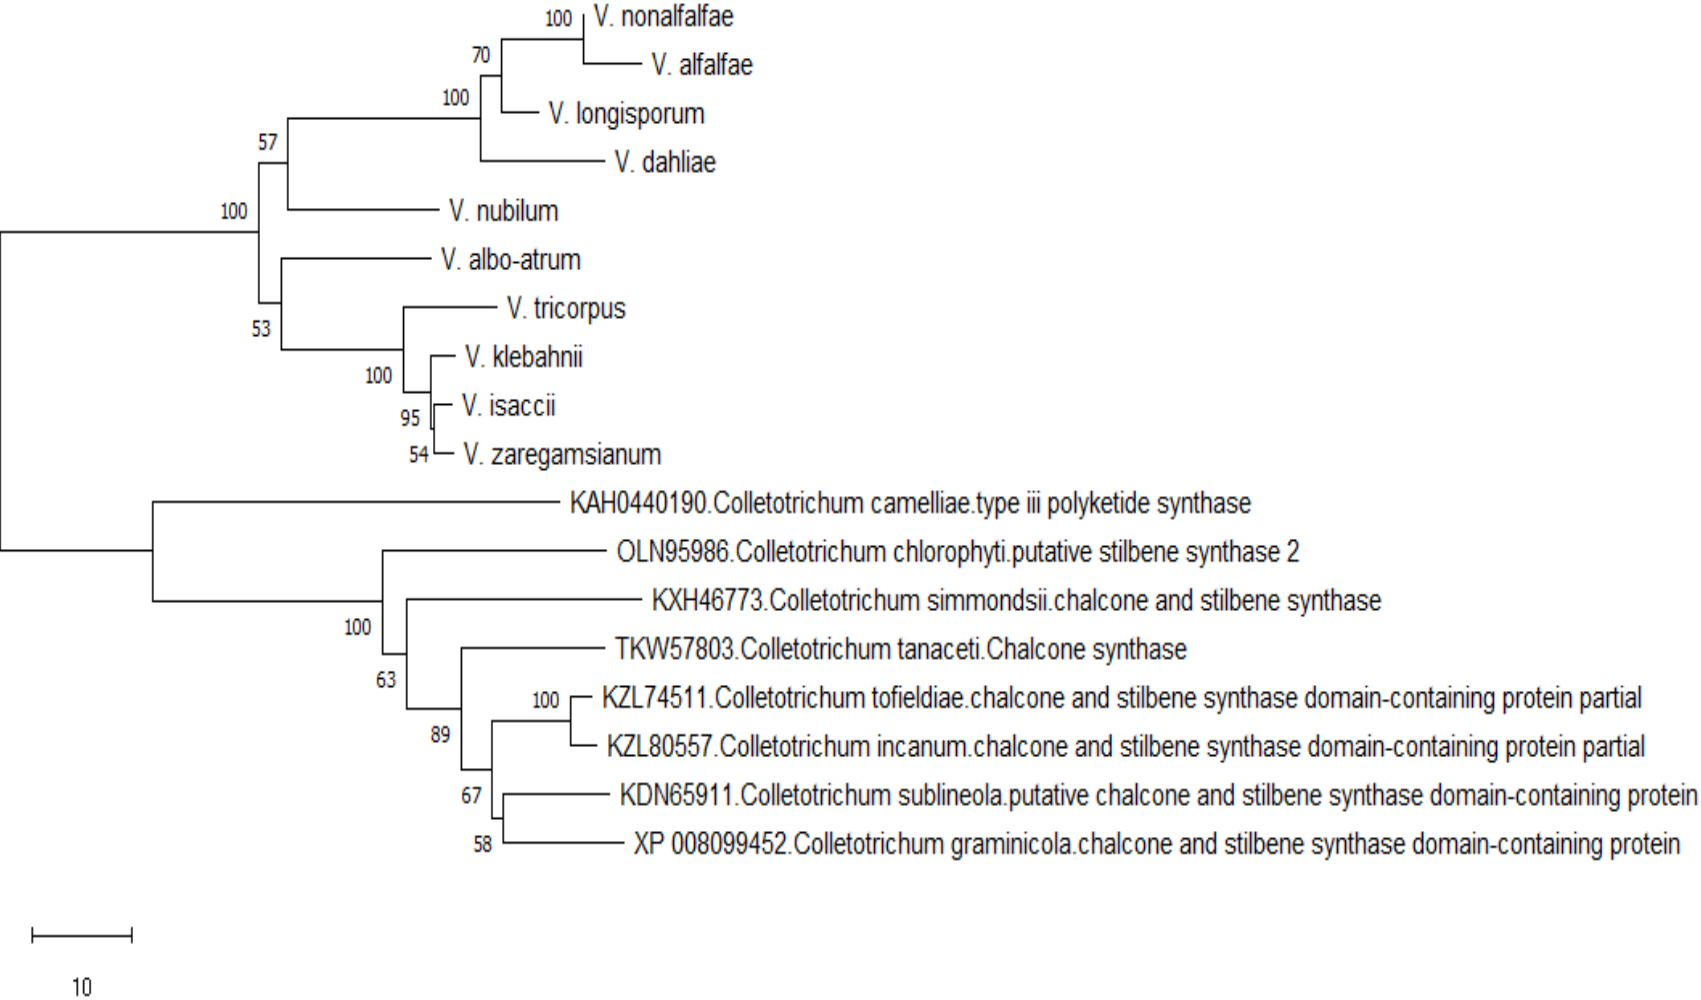 100
V. nonalfalfae
70
V. alfalfae
100
V. longisporum
57
V. dahliae
100
V. nubilum
V. albo-atrum
53
V. tricorpus
100
V. klebahnii
95
V. isaccii
54
V. zaregamsianum
KAH0440190.Colletotrichum camelliae.type iii polyketide synthase
OLN95986.Colletotrichum chlorophyti.putative stilbene synthase 2
100
KXH46773.Colletotrichum simmondsii.chalcone and stilbene synthase
63
TKW57803.Colletotrichum tanaceti.Chalcone synthase
100
KZL74511.Colletotrichum tofieldiae.chalcone and stilbene synthase domain-containing protein partial
89
KZL80557.Colletotrichum incanum.chalcone and stilbene synthase domain-containing protein partial
67
KDN65911.Colletotrichum sublineola.putative chalcone and stilbene synthase domain-containing protein
58
XP 008099452.Colletotrichum graminicola.chalcone and stilbene synthase domain-containing protein
10